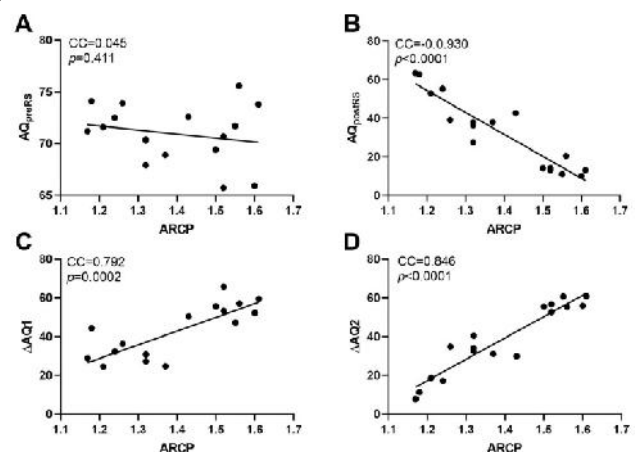 A
CC=0.045
p=0.411
80
75
70
65
AQpreRS
1.1 1.2 1.3 1.4 1.5 1.6 1.7
ARCP
B
CC=-0.0.930
p<0.0001
80
60
40
20
0
AQpostRS
1.1 1.2 1.3 1.4 1.5 1.6 1.7
ARCP
C
CC=0.792
p=0.0002
80
60
40
20
0
ΔAQ1
1.1 1.2 1.3 1.4 1.5 1.6 1.7
ARCP
D
CC=0.846
p<0.0001
80
60
40
20
0
ΔAQ2
1.1 1.2 1.3 1.4 1.5 1.6 1.7
ARCP